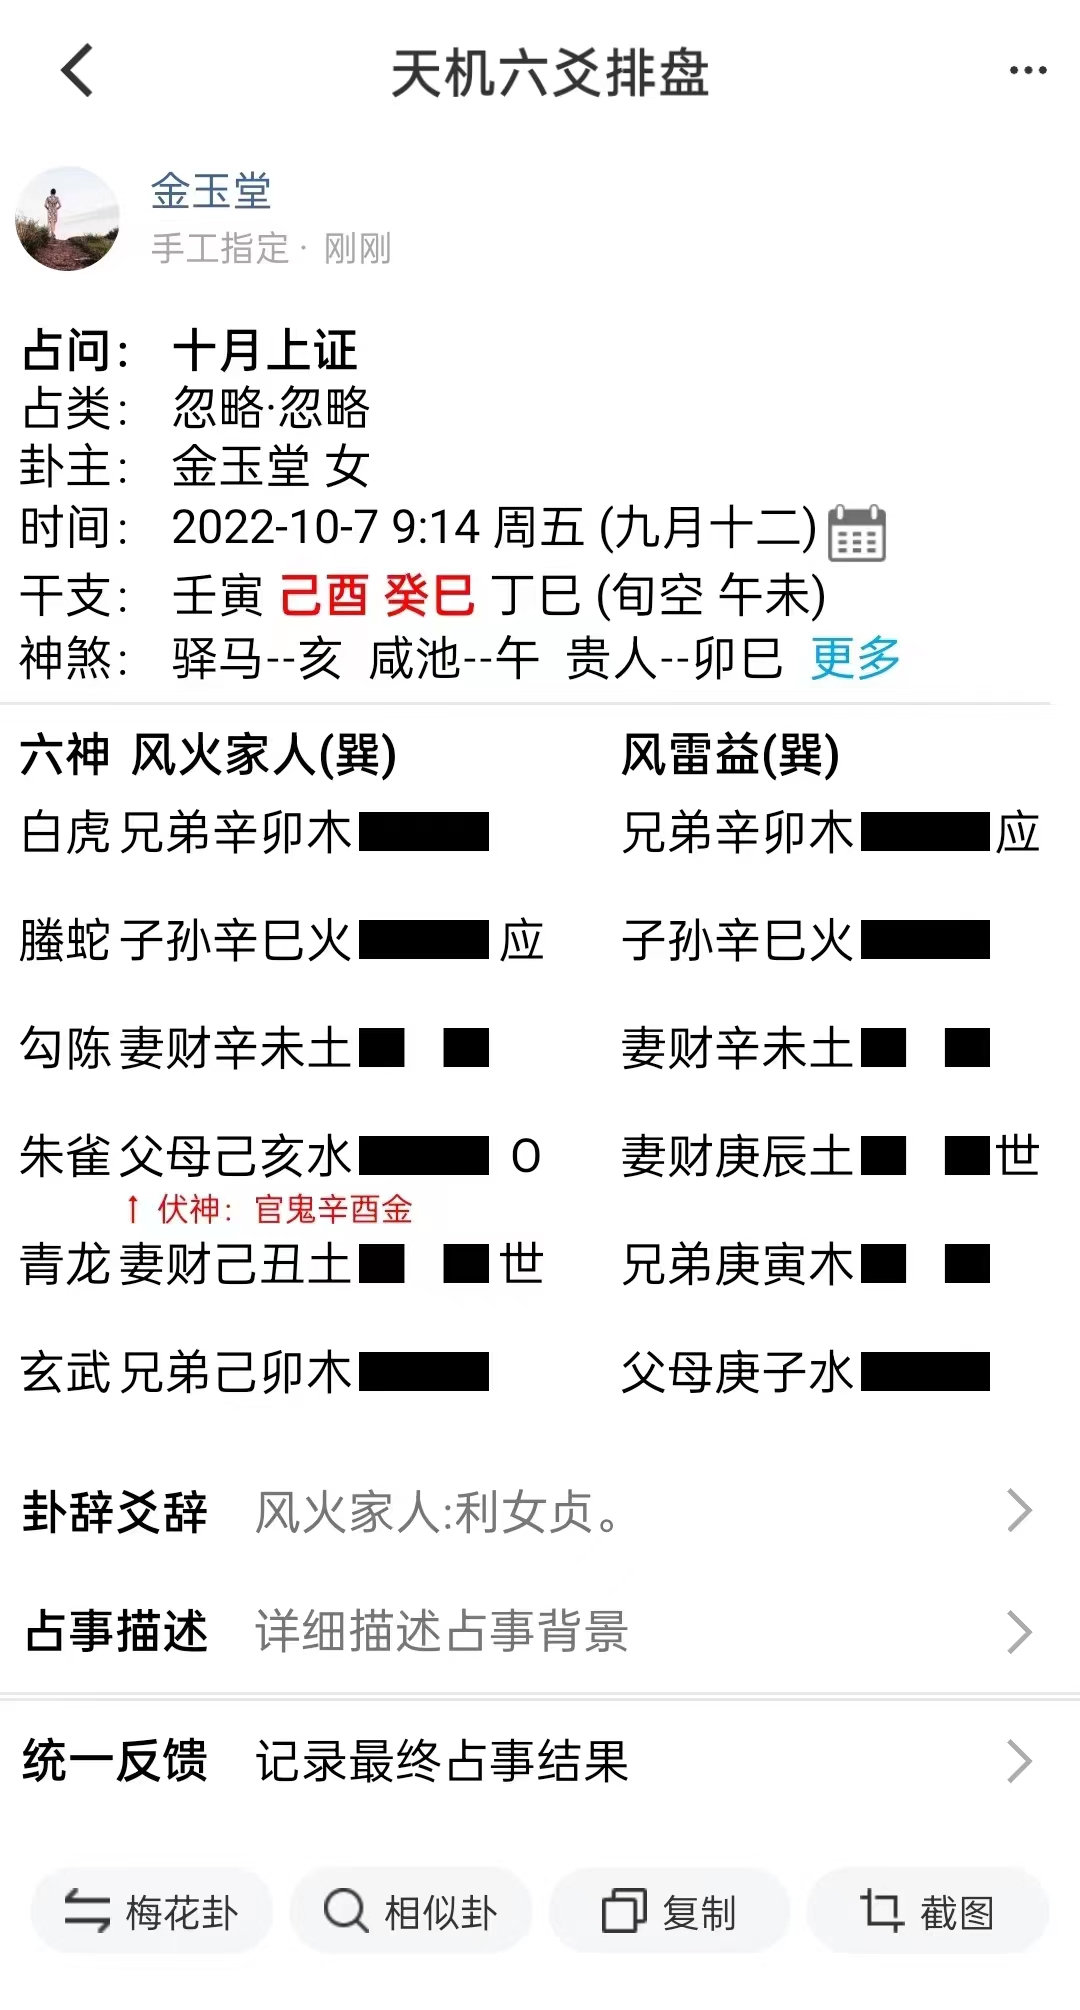 天机六爻排盘
金玉堂
手工指定· 刚刚
占问： 十月上证
占类： 忽略·忽略
卦主： 金玉堂 女
时间： 2022-10-7 9:14 周五 (九月十二)
干支： 壬寅 己酉 癸巳 丁巳 (旬空 午未)
神煞： 驿马--亥 咸池--午 贵人--卯巳 更多
六神 风火家人(巽) 风雷益(巽)
白虎 兄弟辛卯木 兄弟辛卯木 应
螣蛇 子孙辛巳火 应 子孙辛巳火
勾陈 妻财辛未土 妻财辛未土
朱雀 父母己亥水 O 妻财庚辰土 世
↑ 伏神：官鬼辛酉金
青龙 妻财己丑土 世 兄弟庚寅木
玄武 兄弟己卯木 父母庚子水
卦辞爻辞 风火家人:利女贞。
占事描述 详细描述占事背景
统一反馈 记录最终占事结果
梅花卦 相似卦 复制 截图